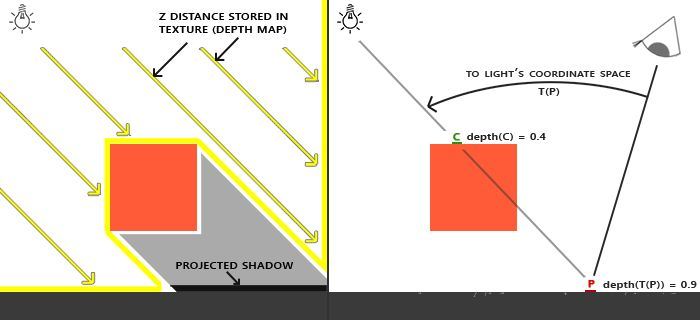 Z DISTANCE STORED IN
TEXTURE (DEPTH MAP)
PROJECTED SHADOW
TO LIGHT'S COORDINATE SPACE
T(P)
C depth(C) = 0.4
P depth(T(P)) = 0.9